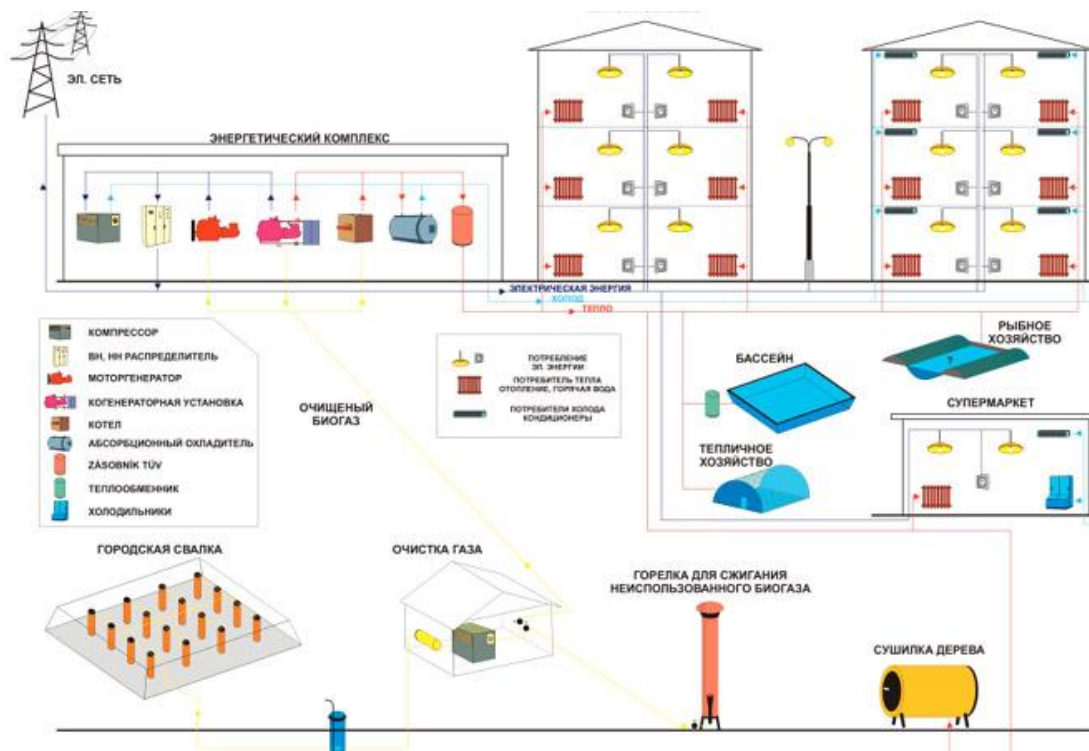 ЭЛ. СЕТЬ
ЭНЕРГЕТИЧЕСКИЙ КОМПЛЕКС
ЭЛЕКТРИЧЕСКАЯ ЭНЕРГИЯ
ХОЛОД
ТЕПЛО
КОМПРЕССОР
ВН, НН РАСПРЕДЕЛИТЕЛЬ
МОТОРГЕНЕРАТОР
КОГЕНЕРАТОРНАЯ УСТАНОВКА
КОТЕЛ
АБСОРБЦИОННЫЙ ОХЛАДИТЕЛЬ
ZÁSOBNÍK TÚV
ТЕПЛООБМЕННИК
ХОЛОДИЛЬНИКИ
ОЧИЩЕНЫЙ
БИОГАЗ
ПОТРЕБЛЕНИЕ
ЭЛ. ЭНЕРГИИ
ПОТРЕБИТЕЛЬ ТЕПЛА
ОТОПЛЕНИЕ, ГОРЯЧАЯ ВОДА
ПОТРЕБИТЕЛИ ХОЛОДА
КОНДИЦИОНЕРЫ
БАССЕЙН
РЫБНОЕ
ХОЗЯЙСТВО
ТЕПЛИЧНОЕ
ХОЗЯЙСТВО
СУПЕРМАРКЕТ
ГОРОДСКАЯ СВАЛКА
ОЧИСТКА ГАЗА
ГОРЕЛКА ДЛЯ СЖИГАНИЯ
НЕИСПОЛЬЗОВАННОГО БИОГАЗА
СУШИЛКА ДЕРЕВА